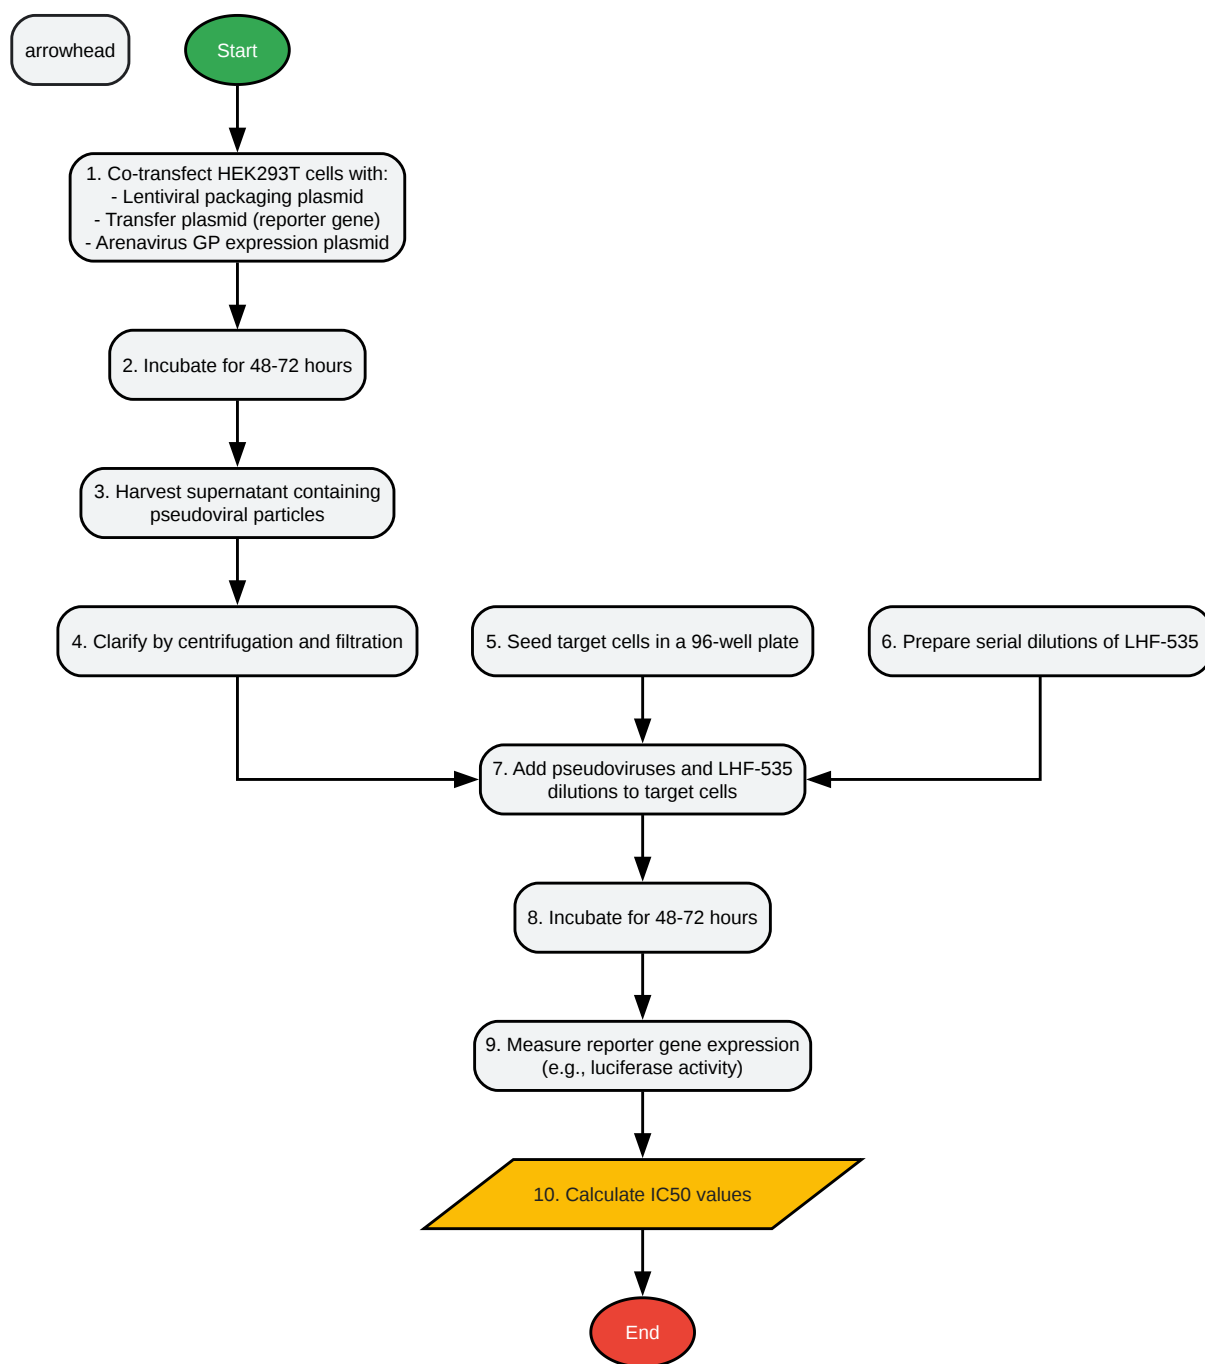 arrowhead
Start
1. Co-transfect HEK293T cells with:
- Lentiviral packaging plasmid
- Transfer plasmid (reporter gene)
- Arenavirus GP expression plasmid
2. Incubate for 48-72 hours
3. Harvest supernatant containing
pseudoviral particles
4. Clarify by centrifugation and filtration
5. Seed target cells in a 96-well plate
6. Prepare serial dilutions of LHF-535
7. Add pseudoviruses and LHF-535
dilutions to target cells
8. Incubate for 48-72 hours
9. Measure reporter gene expression
(e.g., luciferase activity)
10. Calculate IC50 values
End